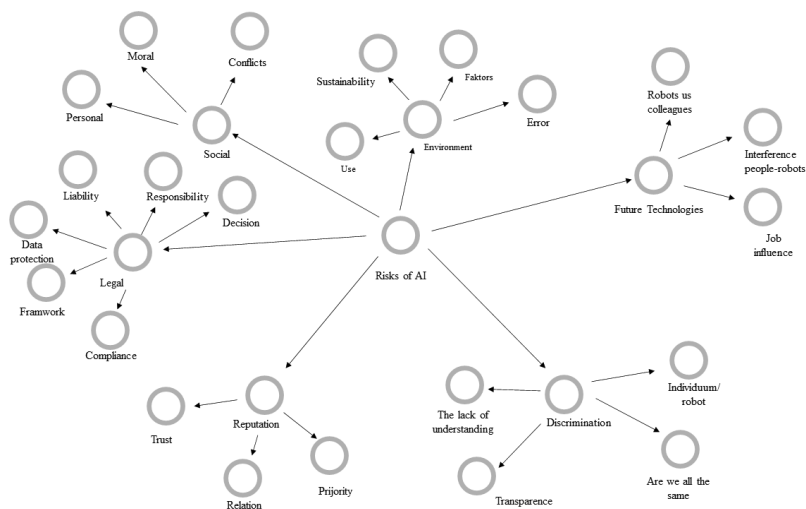 Moral
Conflicts
Personal
Social
Sustainability
Faktors
Error
Use
Environment
Robots us
colleagues
Interference
people-robots
Future Technologies
Job
influence
Liability
Responsibility
Decision
Data
protection
Legal
Framwork
Compliance
Risks of AI
Trust
Reputation
Relation
Prijority
The lack of
understanding
Discrimination
Individuum/
robot
Transparence
Are we all the
same